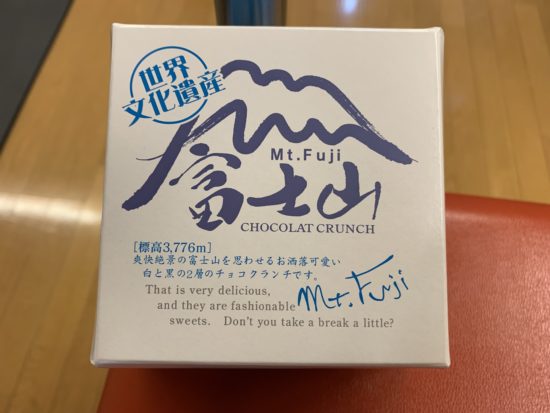 世界
文化遺産
Mt.Fuji
富士山
CHOCOLAT CRUNCH
[標高3,776m]
爽快絶景の富士山を思わせるお洒落可愛い
白と黒の2層のチョコクランチです。
That is very delicious,
and they are fashionable
sweets. Don't you take a break a little?
Mt.Fuji